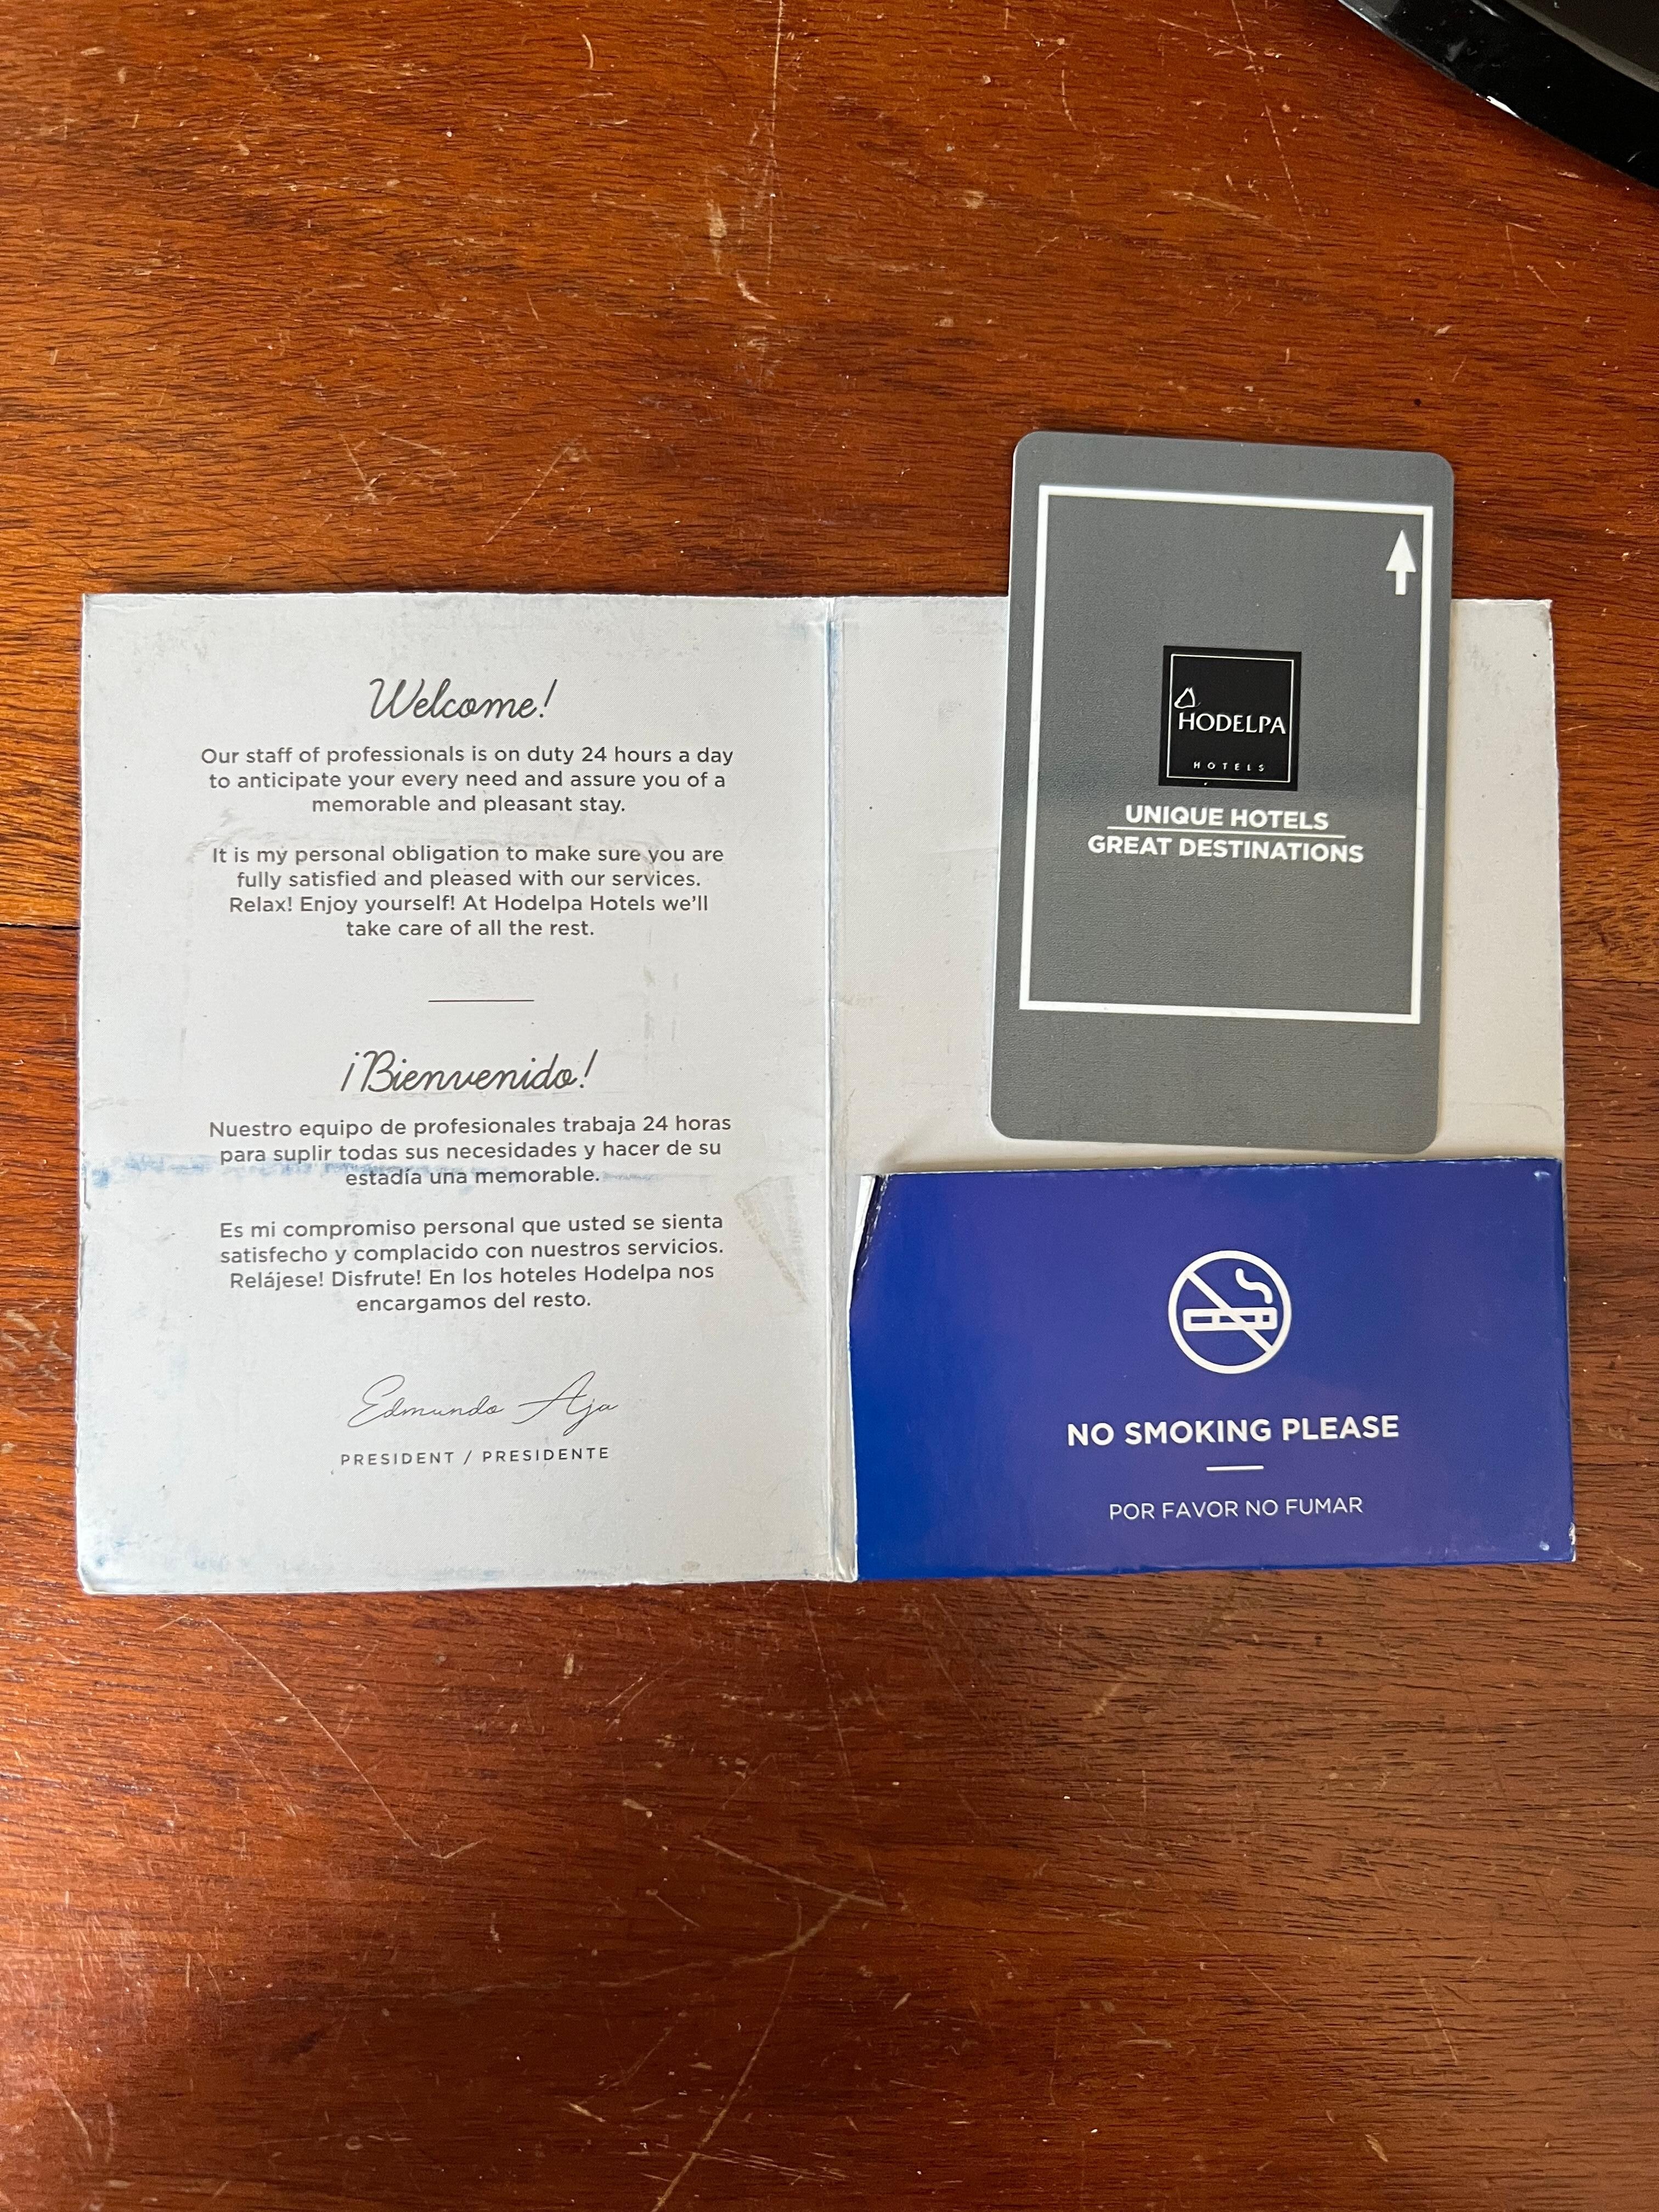 Welcome!
Our staff of professionals is on duty 24 hours a day
to anticipate your every need and assure you of a
memorable and pleasant stay.
It is my personal obligation to make sure you are
fully satisfied and pleased with our services.
Relax! Enjoy yourself! At Hodelpa Hotels we'll
take care of all the rest.
¡Bienvenido!
Nuestro equipo de profesionales trabaja 24 horas
para suplir todas sus necesidades y hacer de su
estadía una memorable.
Es mi compromiso personal que usted se sienta
satisfecho y complacido con nuestros servicios.
Relájese! Disfrute! En los hoteles Hodelpa nos
encargamos del resto.
Edmundo Aja
PRESIDENT / PRESIDENTE
HODELPA
HOTELS
UNIQUE HOTELS
GREAT DESTINATIONS
NO SMOKING PLEASE
POR FAVOR NO FUMAR